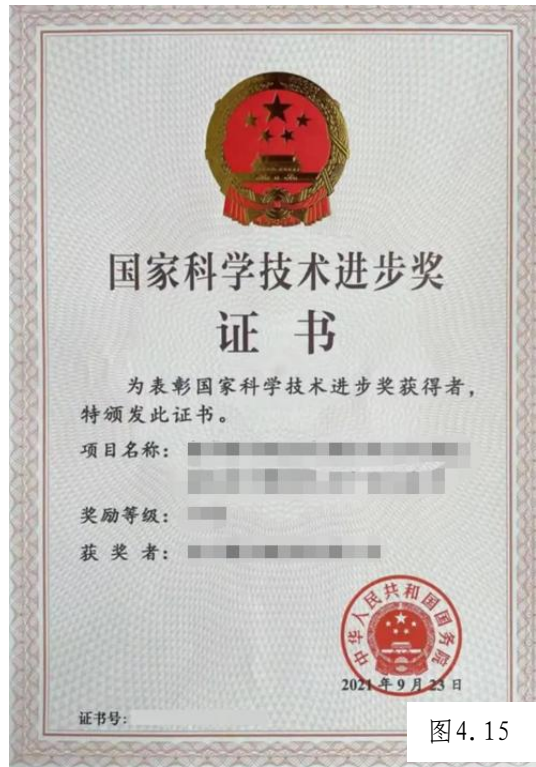 国家科学技术进步奖
证书
为表彰国家科学技术进步奖获得者，
特颁发此证书。
项目名称：
奖励等级：
获奖者：
中华人民共和国国务院
2021年9月23日
证书号：
图4.15